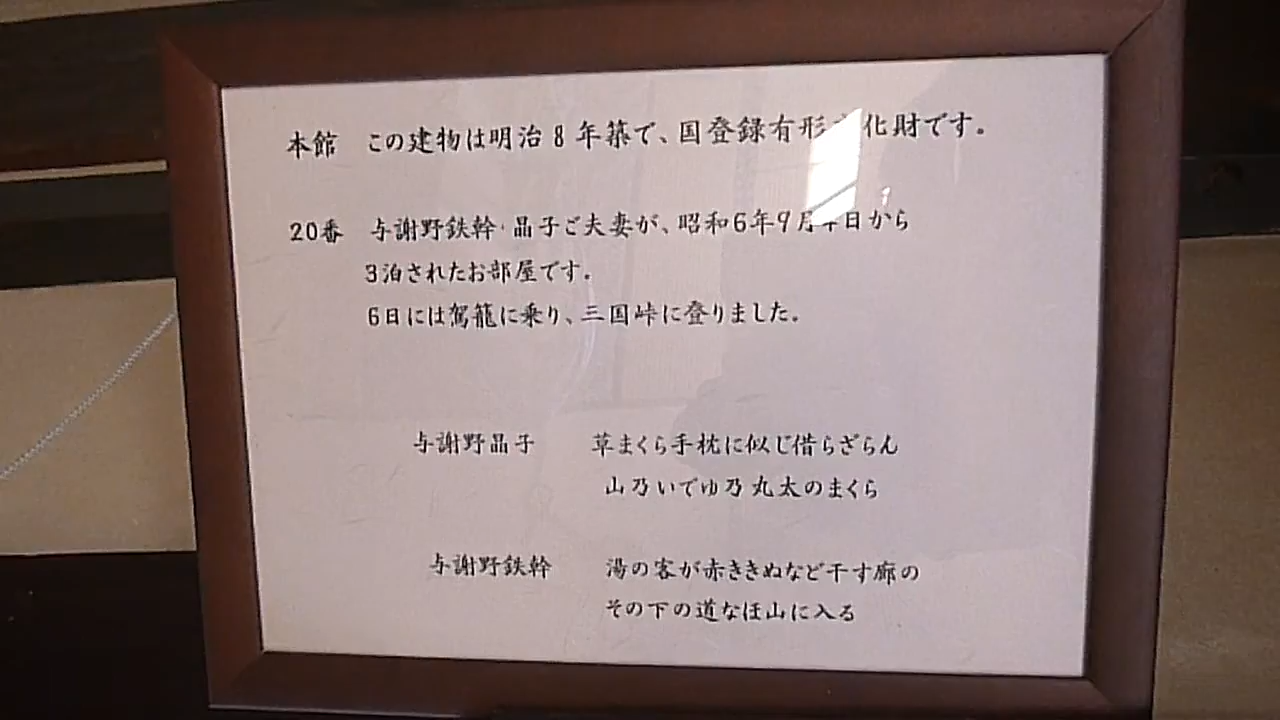 本館 この建物は明治8年築で、国登録有形文化財です。
20番 与謝野鉄幹・晶子ご夫妻が、昭和6年9月4日から
3泊されたお部屋です。
6日には駕籠に乗り、三国峠に登りました。
与謝野晶子 草まくら手枕に似じ借らざらん
山乃いでゆ乃丸太のまくら
与謝野鉄幹 湯の客が赤ききぬなど干す廊の
その下の道なほ山に入る